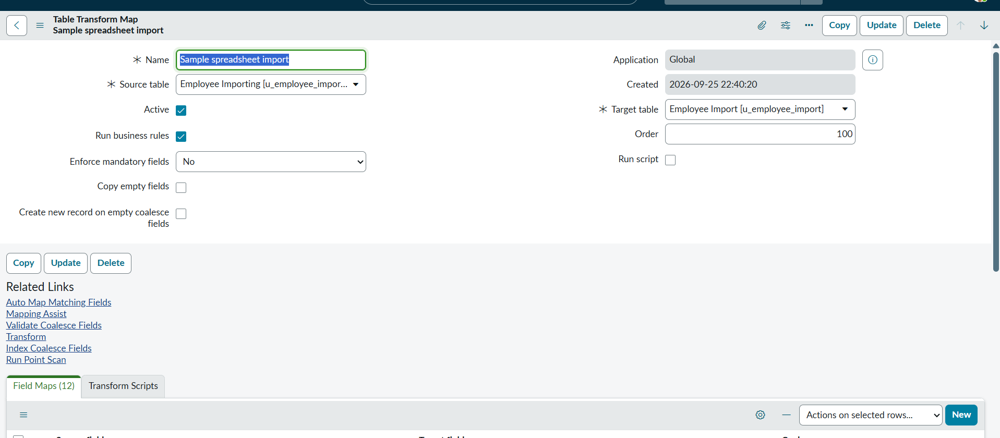 Table Transform Map
Sample spreadsheet import
Copy
Update
Delete
Name
Sample spreadsheet import
Application
Global
Source table
Employee Importing [u_employee_impor...
Created
2026-09-25 22:40:20
Active
Target table
Employee Import [u_employee_import]
Run business rules
Order
100
Enforce mandatory fields
No
Run script
Copy empty fields
Create new record on empty coalesce
fields
Copy
Update
Delete
Related Links
Auto Map Matching Fields
Mapping Assist
Validate Coalesce Fields
Transform
Index Coalesce Fields
Run Point Scan
Field Maps (12)
Transform Scripts
Actions on selected rows...
New